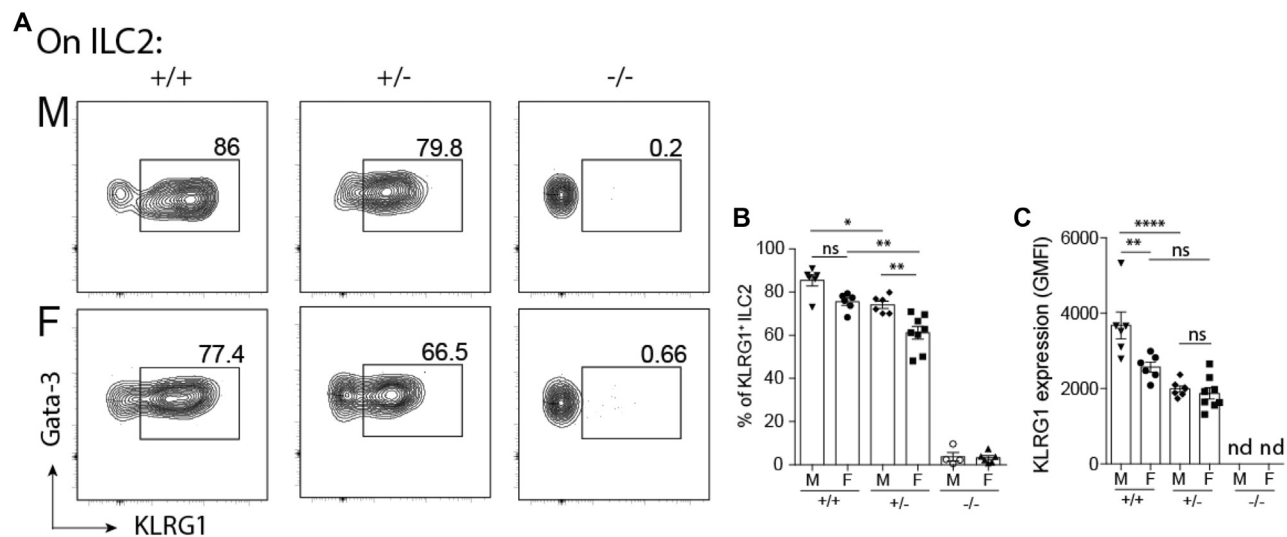 A On ILC2:
+/+ +/- -/-
M
86 79.8 0.2
F
77.4 66.5 0.66
Gata-3
KLRG1
B
% of KLRG1⁺ ILC2
100
80
60
40
20
0
* 
ns **
**
M F M F M F
+/+ +/- -/-
C
KLRG1 expression (GMFI)
6000
4000
2000
0
****
** ns
ns
nd nd
M F M F M F
+/+ +/- -/-